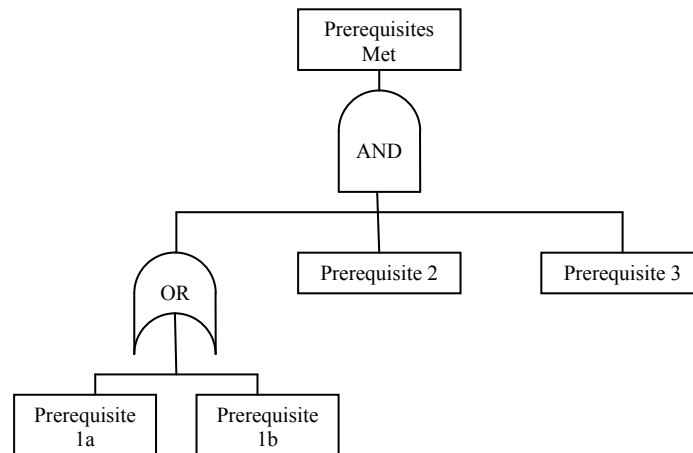 Prerequisites
Met
AND
Prerequisite 2
Prerequisite 3
OR
Prerequisite
1a
Prerequisite
1b